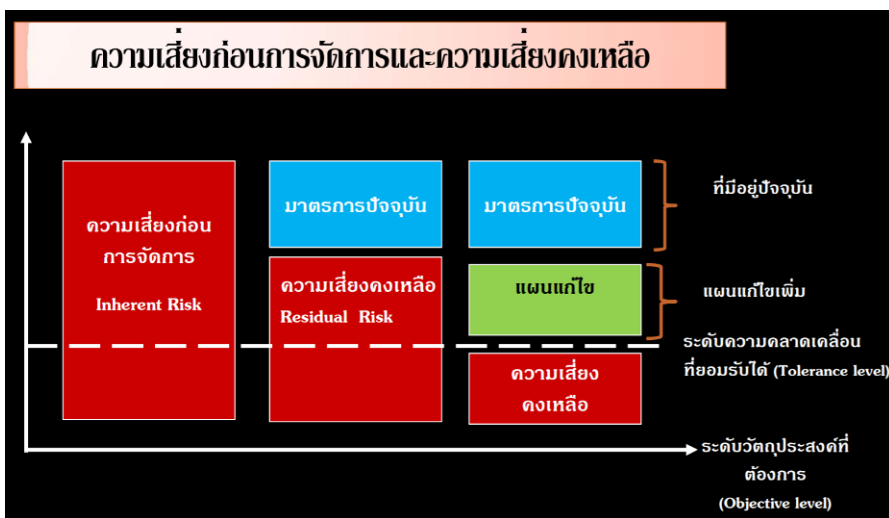 ความเสี่ยงก่อนการจัดการและความเสี่ยงคงเหลือ
ความเสี่ยงก่อน
การจัดการ
Inherent Risk
มาตรการปัจจุบัน
ความเสี่ยงคงเหลือ
Residual Risk
มาตรการปัจจุบัน
แผนแก้ไข
ความเสี่ยง
คงเหลือ
ที่มีอยู่ปัจจุบัน
แผนแก้ไขเพิ่ม
ระดับความคลาดเคลื่อน
ที่ยอมรับได้ (Tolerance level)
ระดับวัตถุประสงค์ที่
ต้องการ
(Objective level)